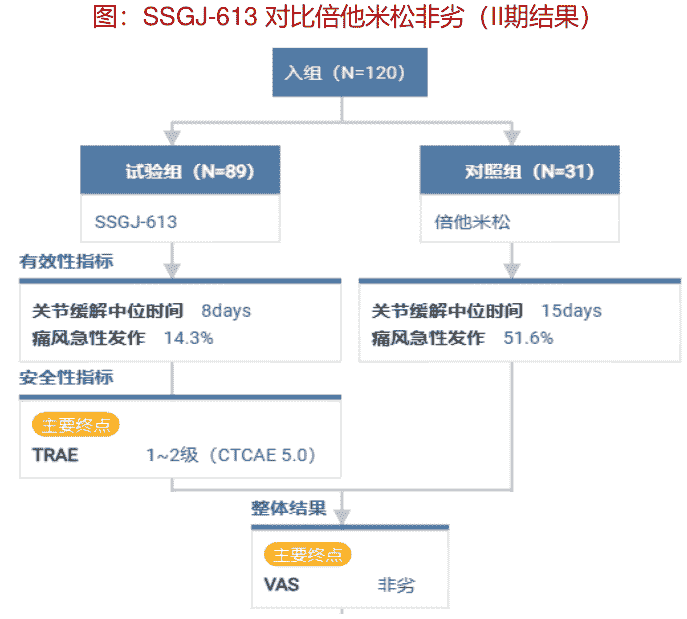 图：SSGJ-613 对比倍他米松非劣（II期结果）
入组（N=120）
试验组（N=89）
SSGJ-613
对照组（N=31）
倍他米松
有效性指标
关节缓解中位时间 8days
痛风急性发作 14.3%
关节缓解中位时间 15days
痛风急性发作 51.6%
安全性指标
主要终点
TRAE 1~2级（CTCAE 5.0）
整体结果
主要终点
VAS 非劣